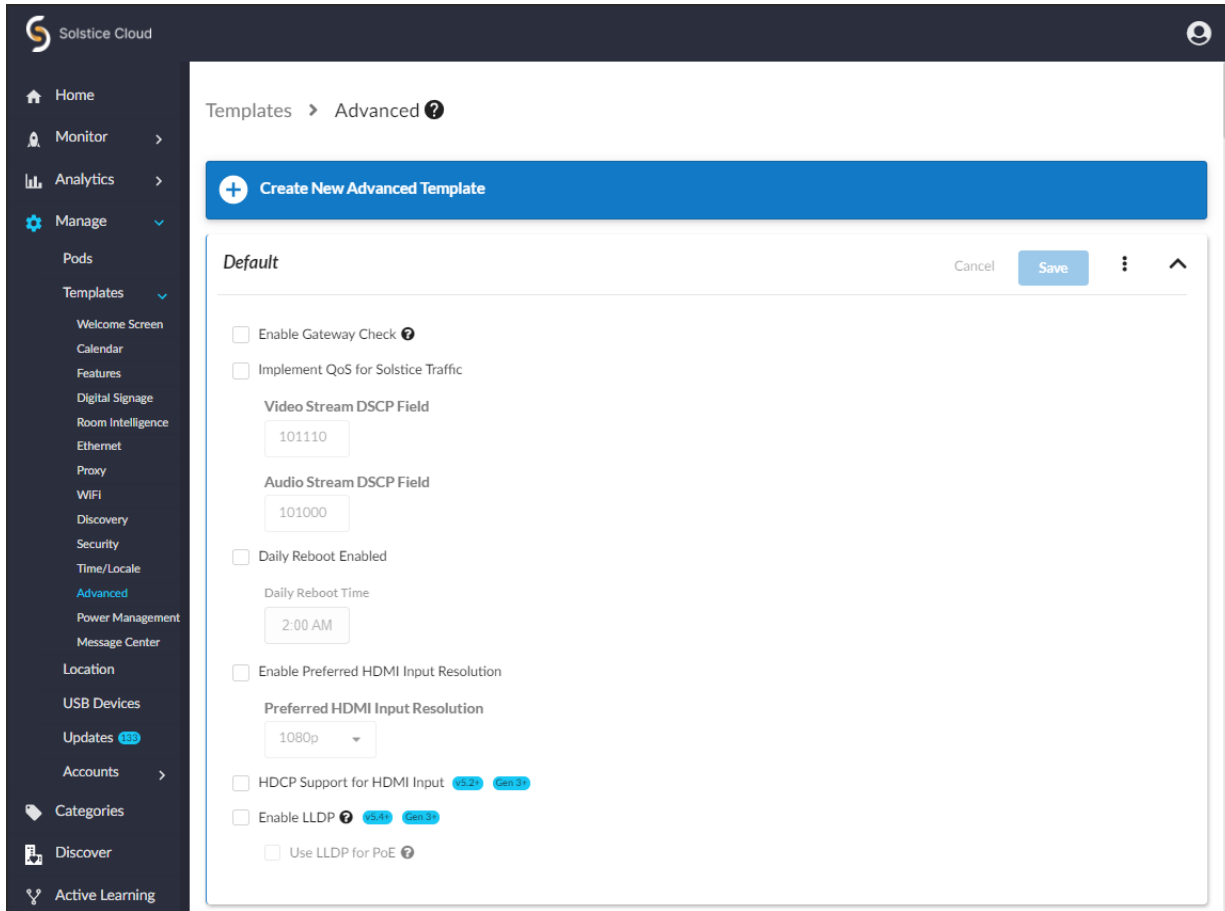 Solstice Cloud
Home
Monitor
Analytics
Manage
Pods
Templates
Welcome Screen
Calendar
Features
Digital Signage
Room Intelligence
Ethernet
Proxy
WiFi
Discovery
Security
Time/Locale
Advanced
Power Management
Message Center
Location
USB Devices
Updates 133
Accounts
Categories
Discover
Active Learning
Templates > Advanced ?
Create New Advanced Template
Default Cancel Save
Enable Gateway Check ?
Implement QoS for Solstice Traffic
Video Stream DSCP Field
101110
Audio Stream DSCP Field
101000
Daily Reboot Enabled
Daily Reboot Time
2:00 AM
Enable Preferred HDMI Input Resolution
Preferred HDMI Input Resolution
1080p
HDCP Support for HDMI Input v5.2+ Gen 3+
Enable LLDP ? v5.4+ Gen 3+
Use LLDP for PoE ?